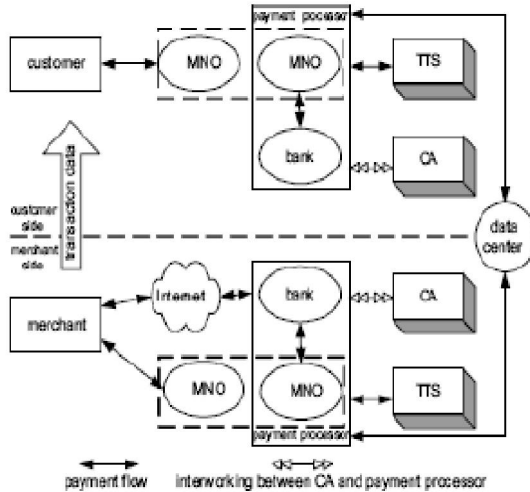 payment processor
customer
MNO
MNO
TTS
bank
CA
transaction data
customer
side
merchant
side
data
center
Internet
bank
CA
merchant
MNO
MNO
TTS
payment processor
payment flow
interworking between CA and payment processor